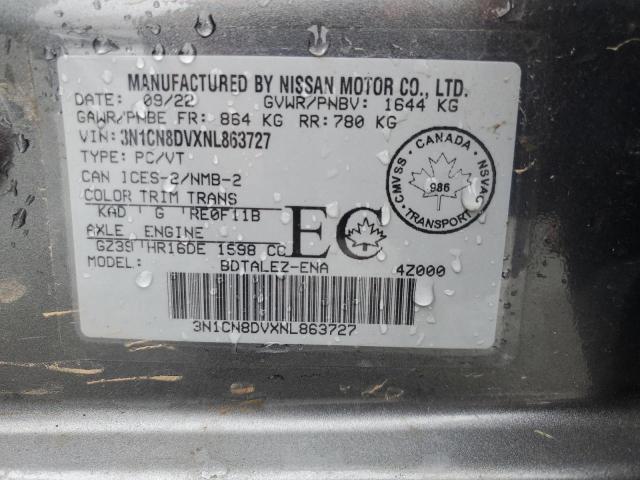 MANUFACTURED BY NISSAN MOTOR CO., LTD.
DATE: 09/22 GVWR/PNBV: 1644 KG
GAWR/PNBE FR: 864 KG RR: 780 KG
VIN: 3N1CN8DVXNL863727
TYPE: PC/VT
CAN ICES-2/NMB-2
COLOR TRIM TRANS
KAD G RE0F11B
AXLE ENGINE
GZ39 HR16DE 1598 CC
MODEL: BDTALEZ-ENA 4Z000
EC
CANADA
CMVSS
NSVAC
986
TRANSPORT
3N1CN8DVXNL863727